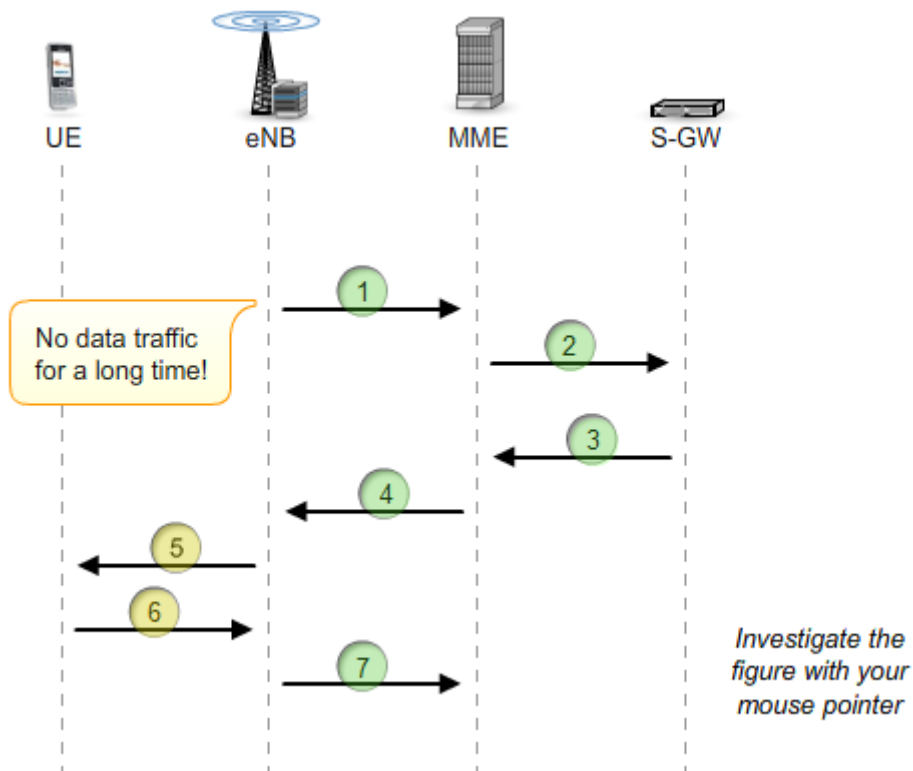 UE
eNB
MME
S-GW
1
No data traffic
for a long time!
2
3
4
5
6
7
Investigate the
figure with your
mouse pointer